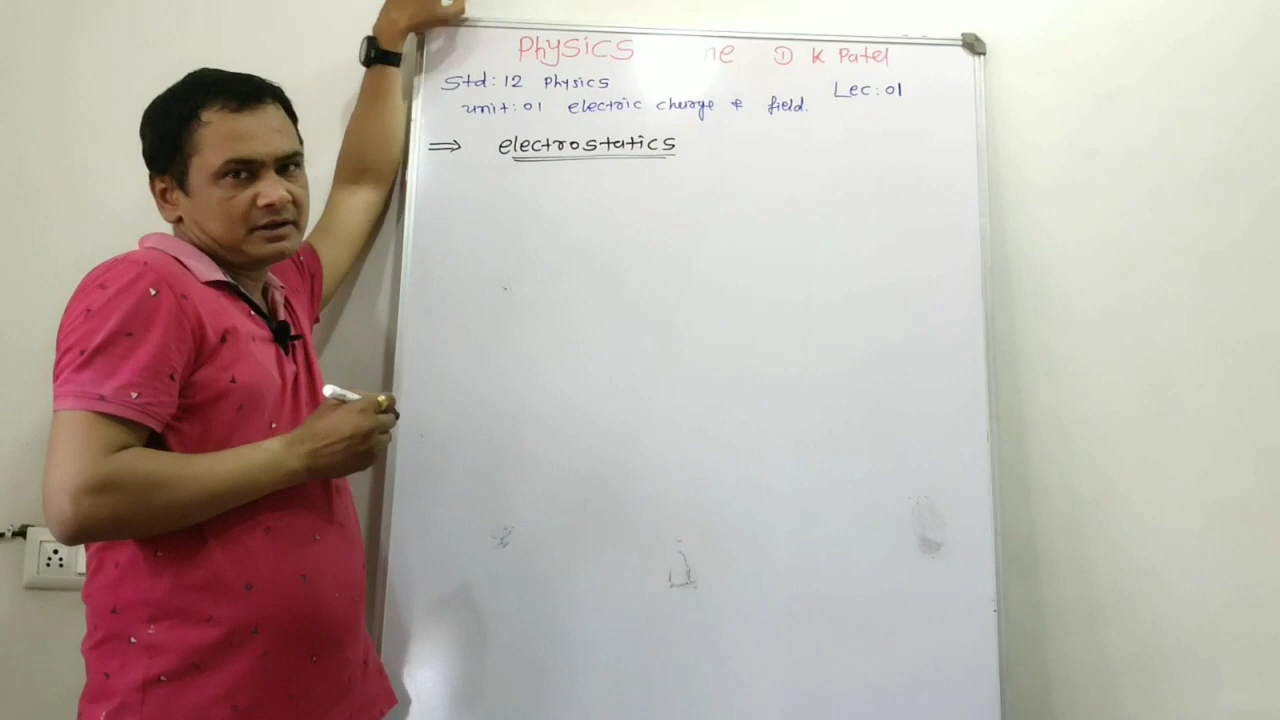 Physics ne D K Patel
Std: 12 Physics
Lec: 01
unit: 01 electric charge & field.
⇒ electrostatics